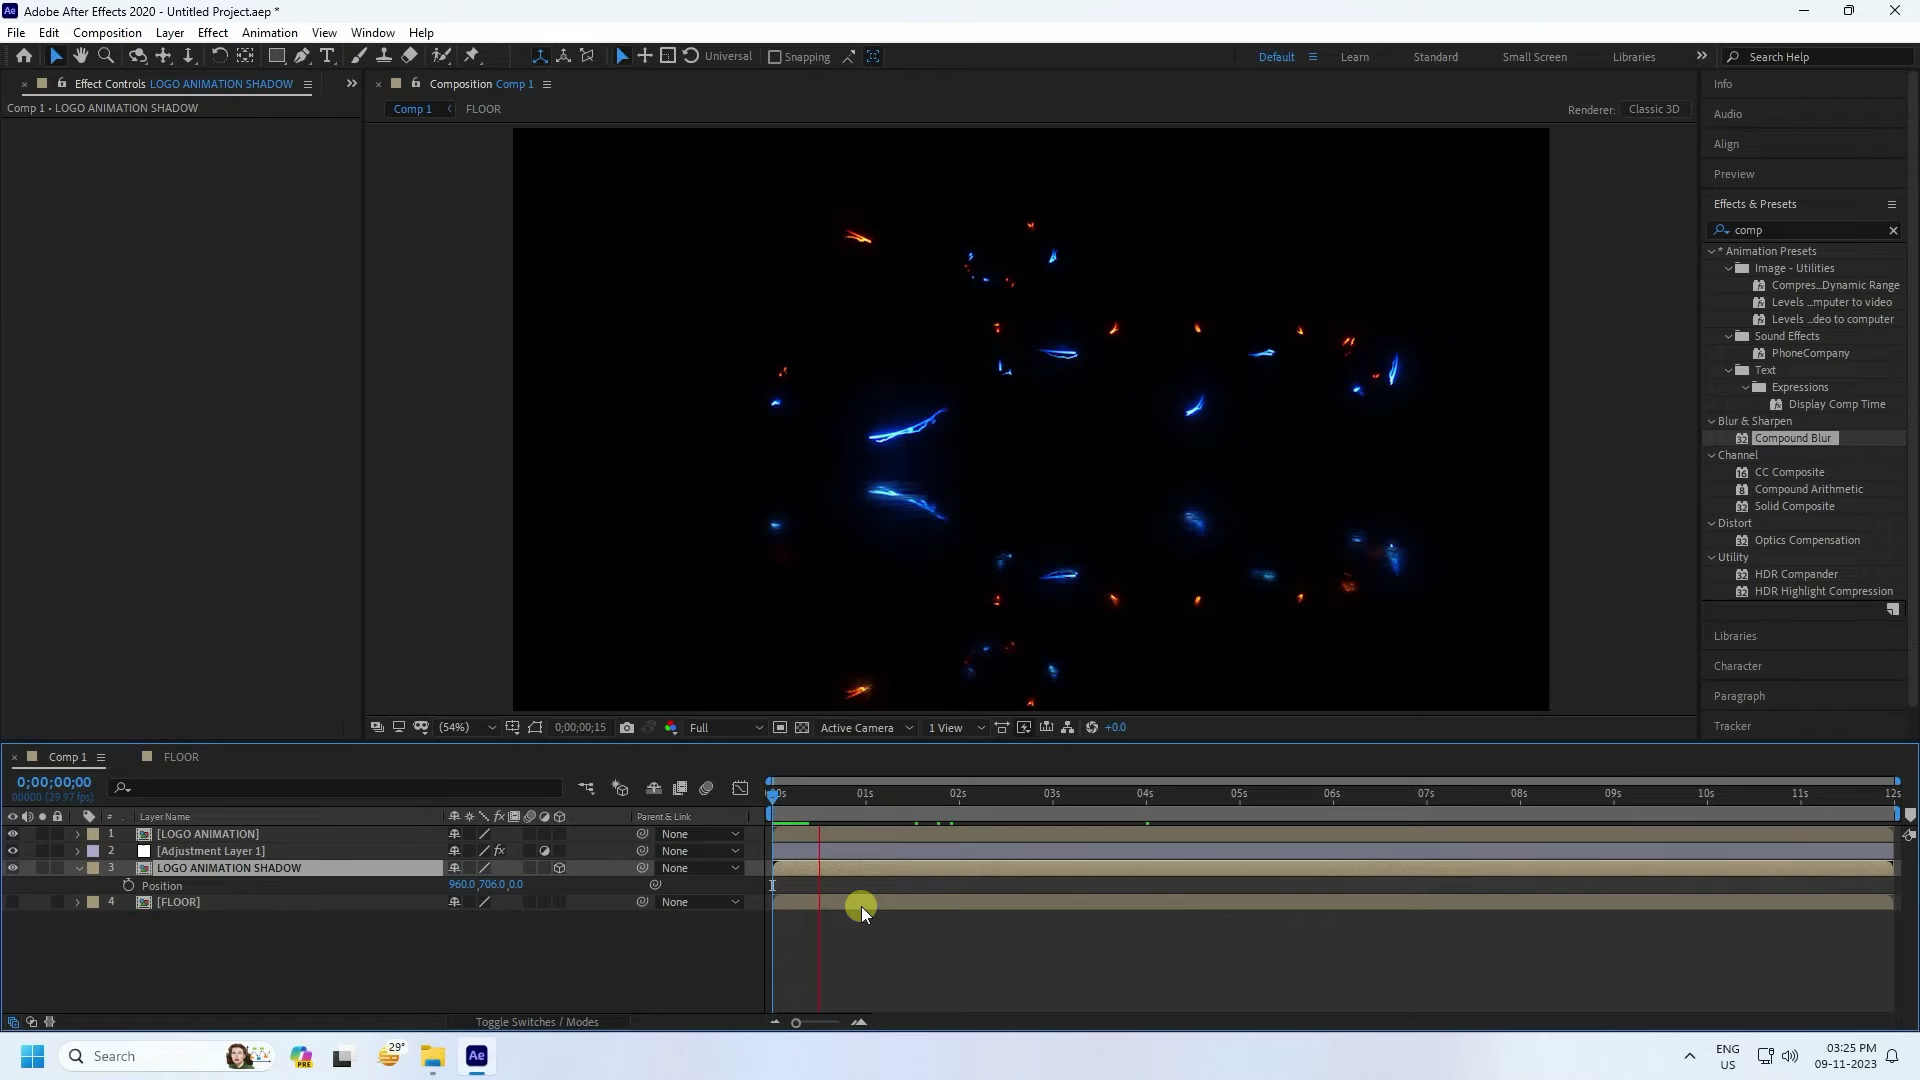 Adobe After Effects 2020 - Untitled Project.aep *
File Edit Composition Layer Effect Animation View Window Help
Universal Snapping Default Learn Standard Small Screen Libraries Search Help
Effect Controls LOGO ANIMATION SHADOW
Comp 1 • LOGO ANIMATION SHADOW
Composition Comp 1
Comp 1 FLOOR
Renderer: Classic 3D
Info
Audio
Align
Preview
Effects & Presets
comp
* Animation Presets
Image - Utilities
Compres...Dynamic Range
Levels ...mputer to video
Levels ...deo to computer
Sound Effects
PhoneCompany
Text
Expressions
Display Comp Time
Blur & Sharpen
Compound Blur
Channel
CC Composite
Compound Arithmetic
Solid Composite
Distort
Optics Compensation
Utility
HDR Compander
HDR Highlight Compression
Libraries
Character
Paragraph
Tracker
(54%) 0;00;00;15 Full Active Camera 1 View +0.0
Comp 1 FLOOR
0;00;00;00
00000 (29.97 fps)
00s 01s 02s 03s 04s 05s 06s 07s 08s 09s 10s 11s 12s
# Layer Name Parent & Link
1 [LOGO ANIMATION] None
2 [Adjustment Layer 1] None
3 LOGO ANIMATION SHADOW None
Position 960.0,706.0,0.0
4 [FLOOR] None
Toggle Switches / Modes
Search PRE 29° Ae
ENG
US
03:25 PM
09-11-2023